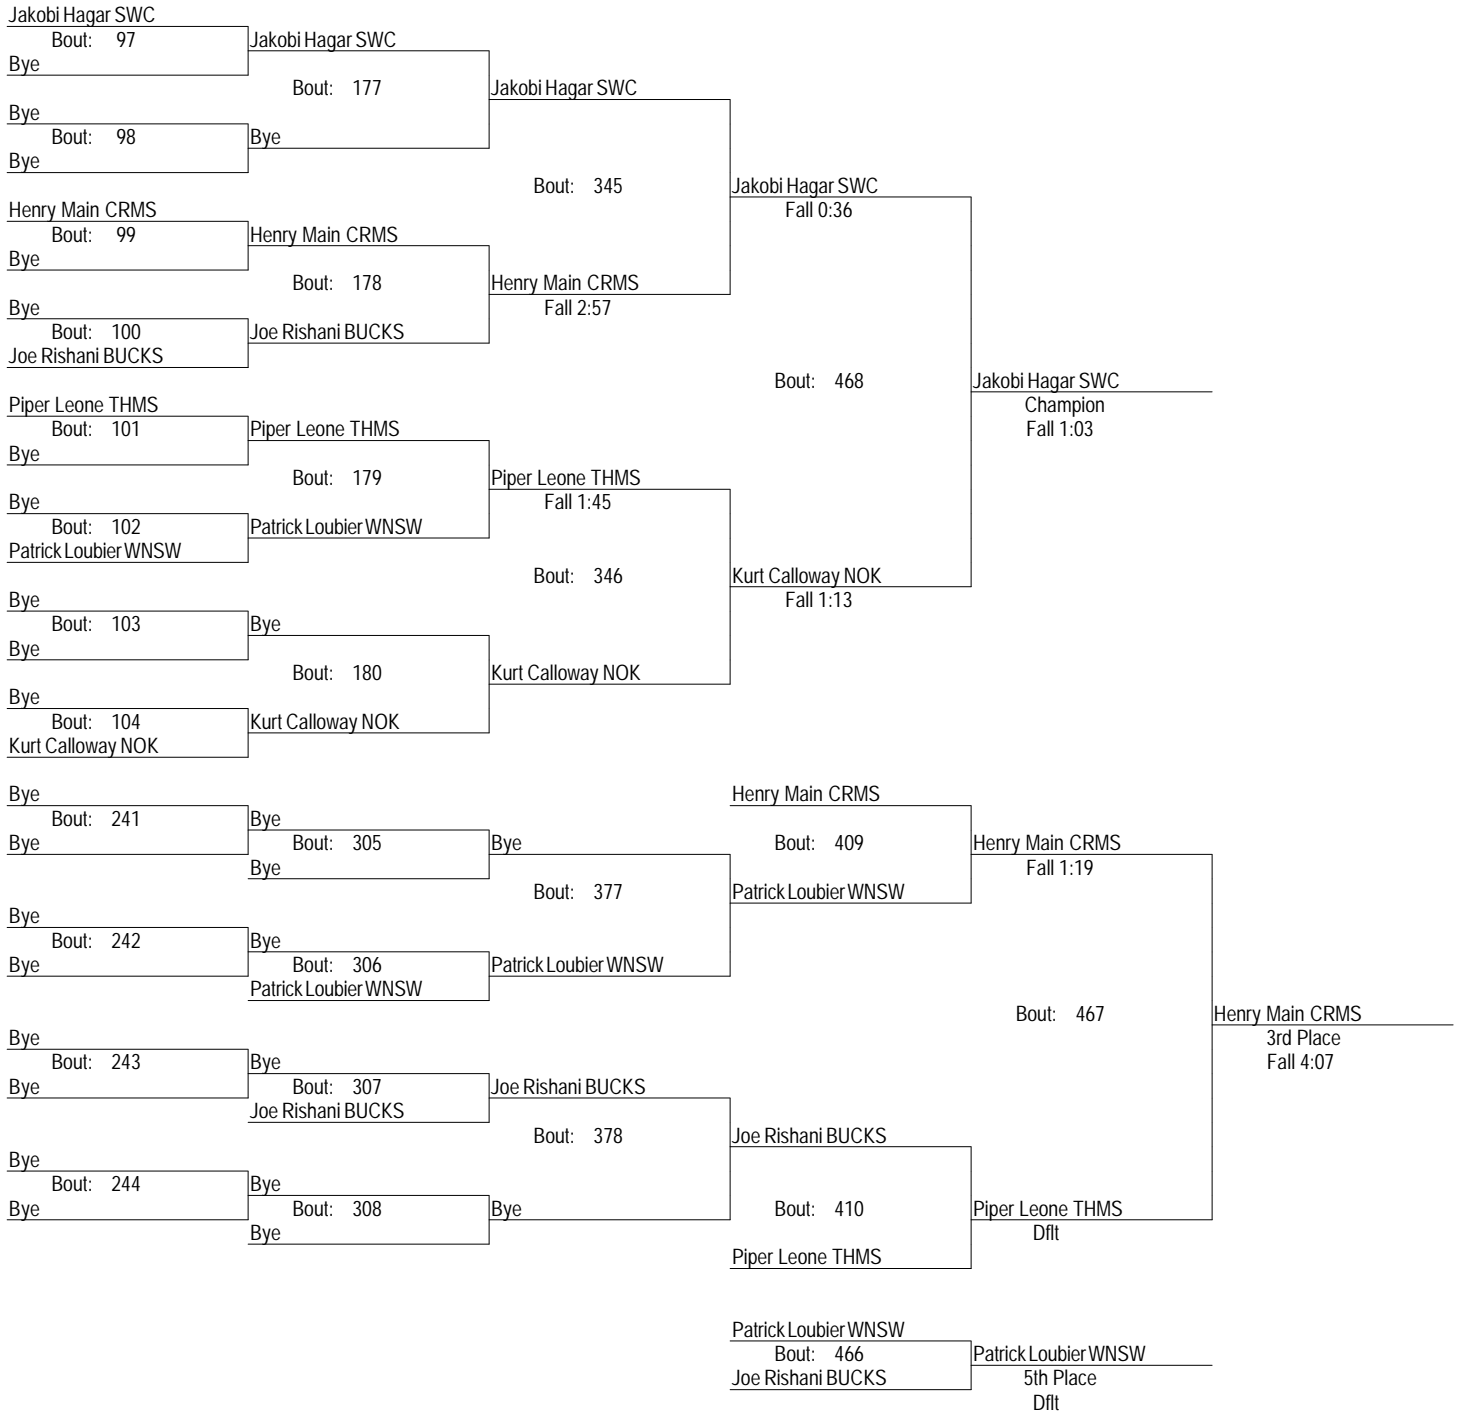 Jakobi Hagar SWC
Bout: 97 Jakobi Hagar SWC
Bye
Bout: 177 Jakobi Hagar SWC
Bye
Bout: 98 Bye
Bye
Bout: 345 Jakobi Hagar SWC
Henry Main CRMS Fall 0:36
Bout: 99 Henry Main CRMS
Bye
Bout: 178 Henry Main CRMS
Bye Fall 2:57
Bout: 100 Joe Rishani BUCKS
Joe Rishani BUCKS
Bout: 468 Jakobi Hagar SWC
Piper Leone THMS Champion
Bout: 101 Piper Leone THMS Fall 1:03
Bye
Bout: 179 Piper Leone THMS
Bye Fall 1:45
Bout: 102 Patrick Loubier WNSW
Patrick Loubier WNSW
Bout: 346 Kurt Calloway NOK
Bye Fall 1:13
Bout: 103 Bye
Bye
Bout: 180 Kurt Calloway NOK
Bye
Bout: 104 Kurt Calloway NOK
Kurt Calloway NOK
Bye Henry Main CRMS
Bout: 241 Bye
Bye Bout: 305 Bye Bout: 409 Henry Main CRMS
Bye Fall 1:19
Bout: 377 Patrick Loubier WNSW
Bye
Bout: 242 Bye
Bye Bout: 306 Patrick Loubier WNSW
Patrick Loubier WNSW
Bout: 467 Henry Main CRMS
Bye 3rd Place
Bout: 243 Bye Fall 4:07
Bye Bout: 307 Joe Rishani BUCKS
Joe Rishani BUCKS
Bout: 378 Joe Rishani BUCKS
Bye
Bout: 244 Bye
Bye Bout: 308 Bye Bout: 410 Piper Leone THMS
Bye Dflt
Piper Leone THMS
Patrick Loubier WNSW
Bout: 466 Patrick Loubier WNSW
Joe Rishani BUCKS 5th Place
Dflt